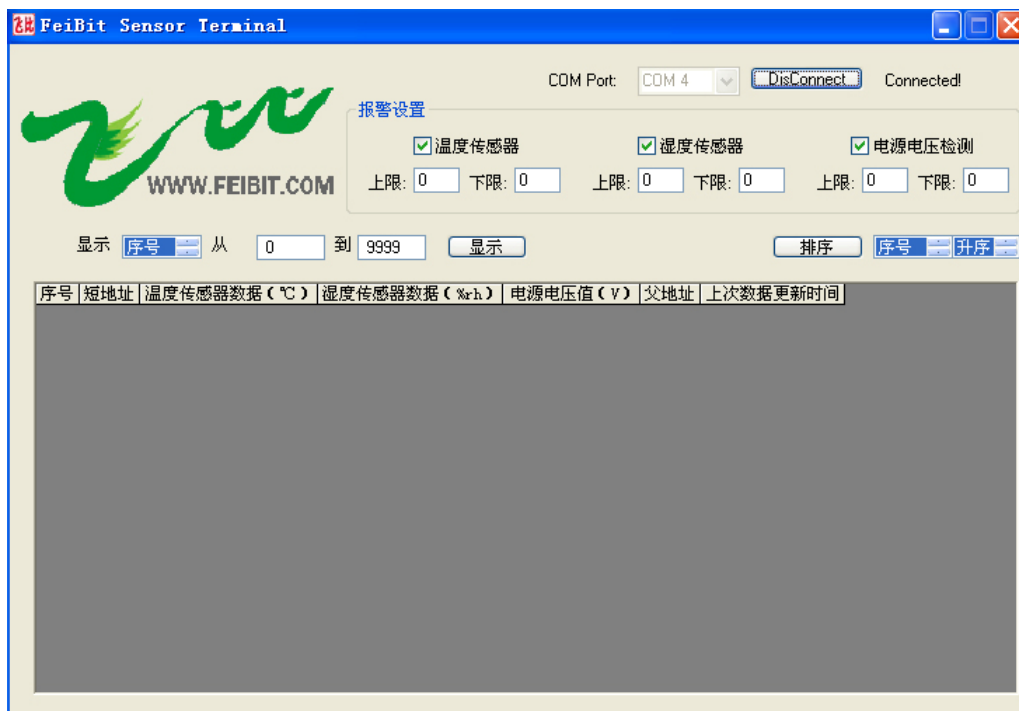 飞比 FeiBit Sensor Terminal
COM Port: COM 4 DisConnect Connected!
报警设置
温度传感器 湿度传感器 电源电压检测
WWW.FEIBIT.COM
上限: 0 下限: 0 上限: 0 下限: 0 上限: 0 下限: 0
显示 序号 从 0 到 9999 显示 排序 序号 升序
序号 短地址 温度传感器数据(℃) 湿度传感器数据(%rh) 电源电压值(V) 父地址 上次数据更新时间